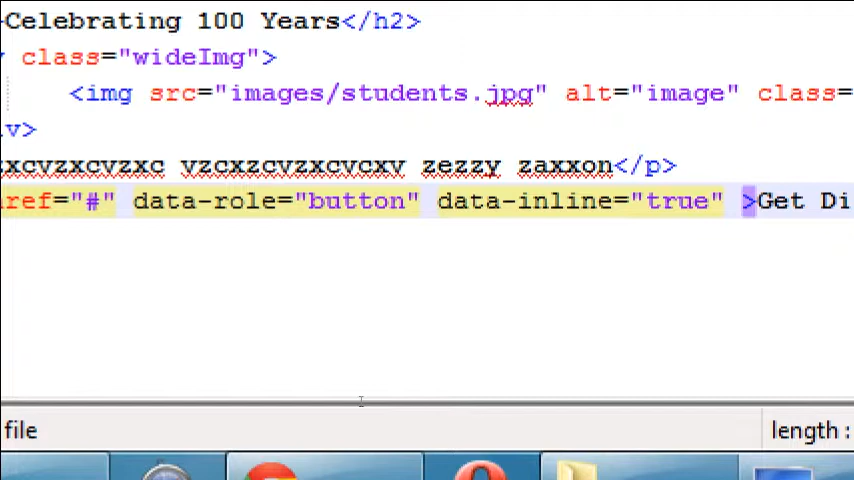 Celebrating 100 Years</h2>
class="wideImg">
<img src="images/students.jpg" alt="image" class=
v>
zxcvzxcvzxc vzcxzcvzxcvcxv zezzy zaxxon</p>
ref="#" data-role="button" data-inline="true" >Get Di
file
length :